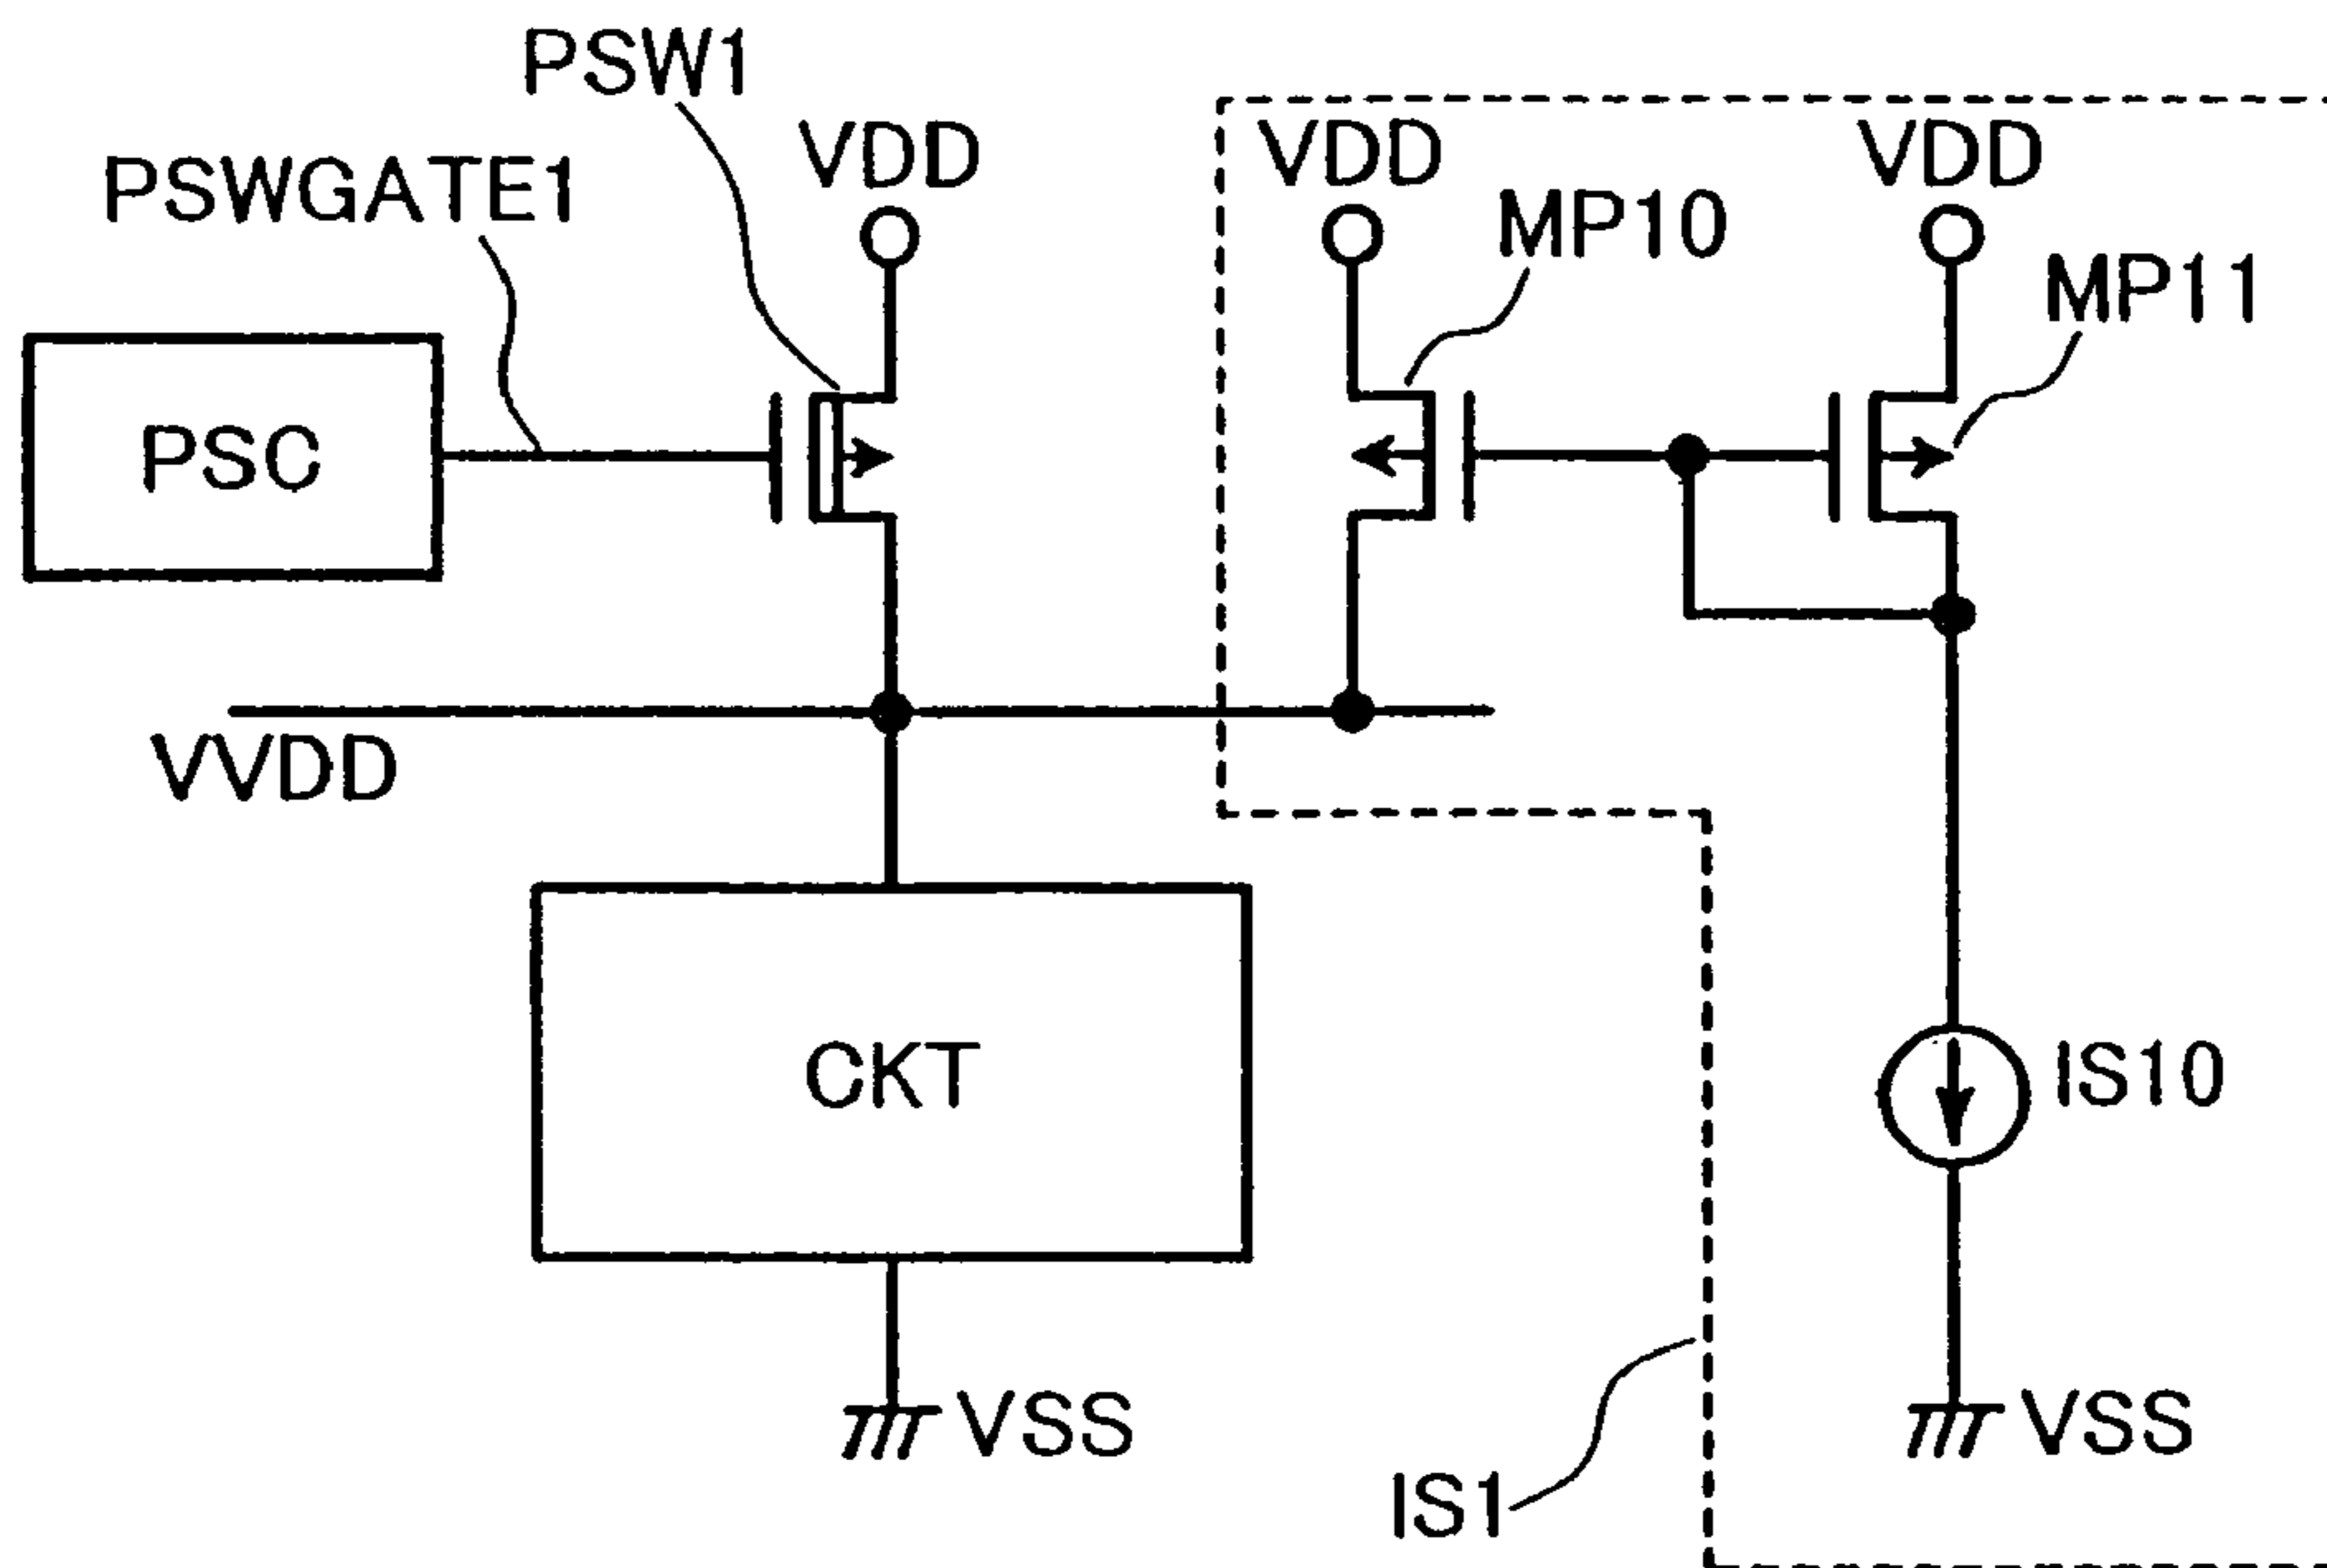 PSW1
PSWGATE1
VDD
VDD
VDD
MP10
MP11
PSC
VVDD
CKT
IS10
VSS
VSS
IS1